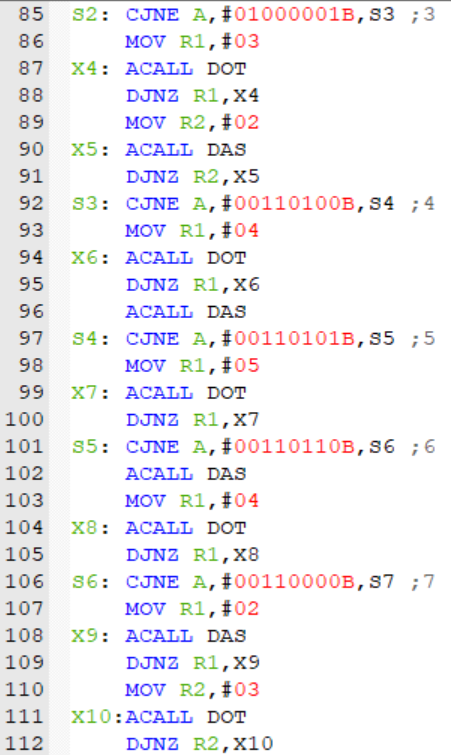 85 S2: CJNE A,#01000001B,S3 ;3
86 MOV R1,#03
87 X4: ACALL DOT
88 DJNZ R1,X4
89 MOV R2,#02
90 X5: ACALL DAS
91 DJNZ R2,X5
92 S3: CJNE A,#00110100B,S4 ;4
93 MOV R1,#04
94 X6: ACALL DOT
95 DJNZ R1,X6
96 ACALL DAS
97 S4: CJNE A,#00110101B,S5 ;5
98 MOV R1,#05
99 X7: ACALL DOT
100 DJNZ R1,X7
101 S5: CJNE A,#00110110B,S6 ;6
102 ACALL DAS
103 MOV R1,#04
104 X8: ACALL DOT
105 DJNZ R1,X8
106 S6: CJNE A,#00110000B,S7 ;7
107 MOV R1,#02
108 X9: ACALL DAS
109 DJNZ R1,X9
110 MOV R2,#03
111 X10:ACALL DOT
112 DJNZ R2,X10